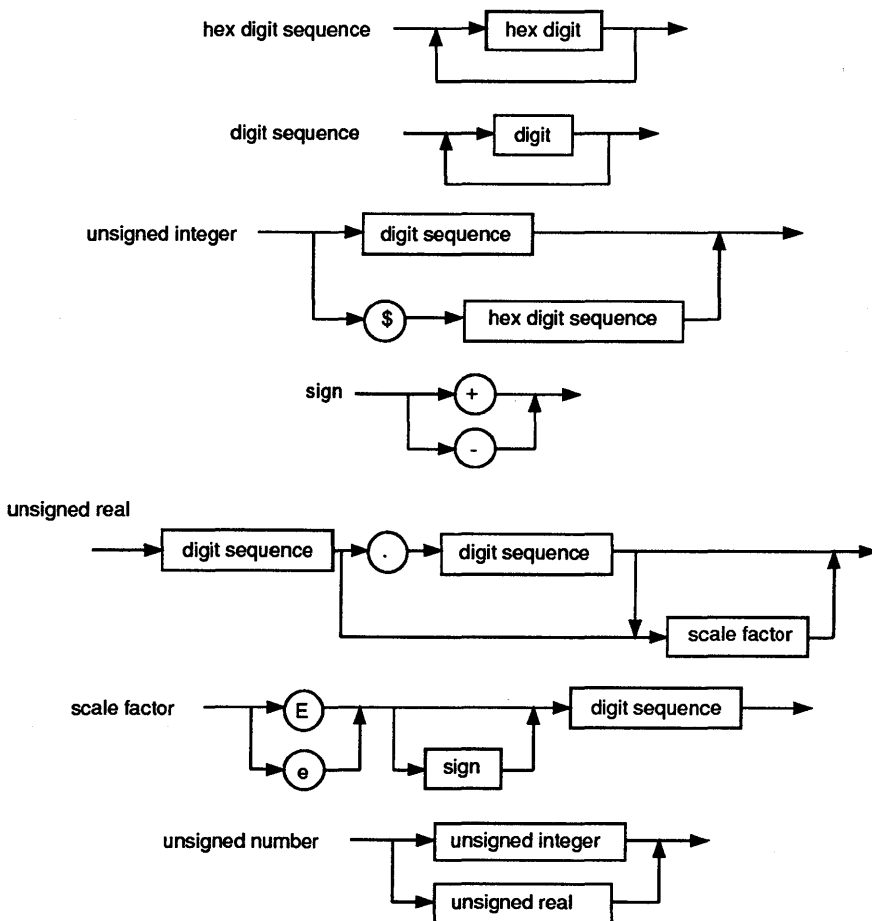 hex digit sequence
hex digit
digit sequence
digit
unsigned integer
digit sequence
$
hex digit sequence
sign
+
-
unsigned real
digit sequence
.
digit sequence
scale factor
scale factor
E
digit sequence
e
sign
unsigned number
unsigned integer
unsigned real